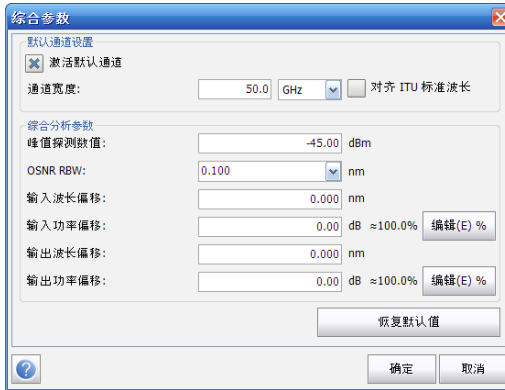 综合参数
默认通道设置
激活默认通道
通道宽度: 50.0 GHz 对齐 ITU 标准波长
综合分析参数
峰值探测数值: -45.00 dBm
OSNR RBW: 0.100 nm
输入波长偏移: 0.000 nm
输入功率偏移: 0.00 dB ≈100.0% 编辑(E) %
输出波长偏移: 0.000 nm
输出功率偏移: 0.00 dB ≈100.0% 编辑(E) %
恢复默认值
确定 取消